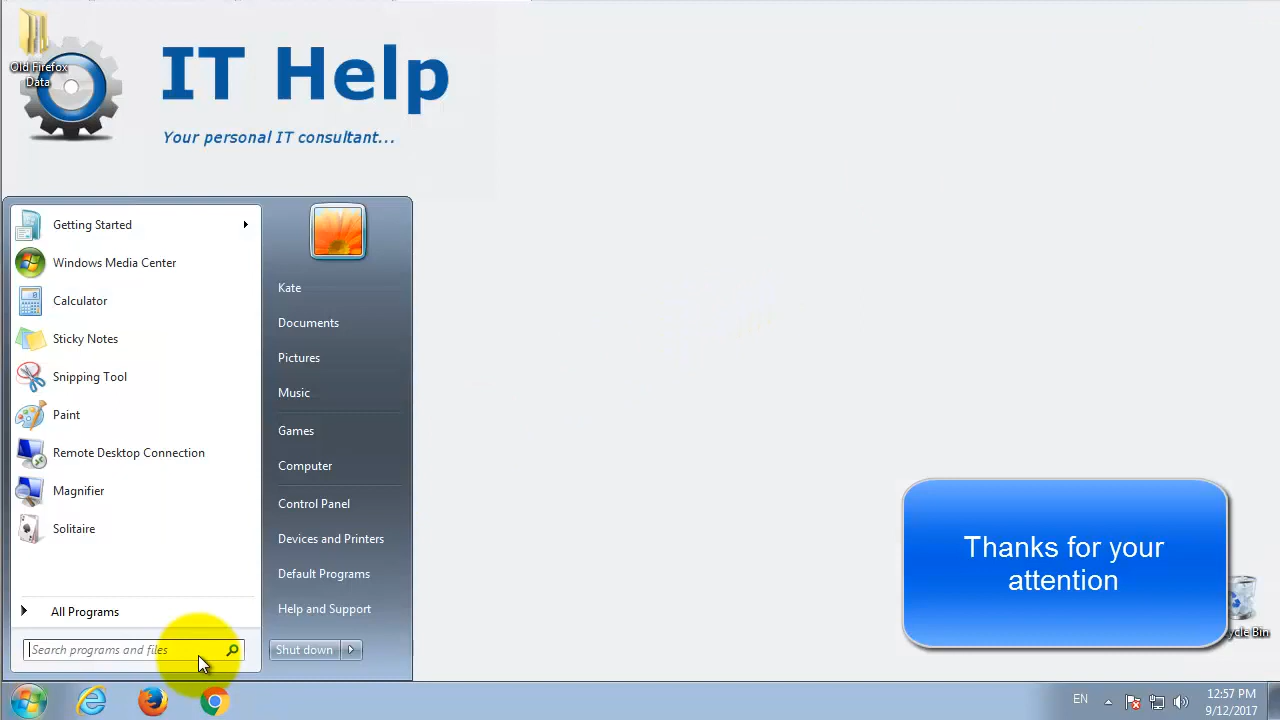 Old Firefox
Data
IT Help
Your personal IT consultant...
Getting Started
Windows Media Center
Calculator
Sticky Notes
Snipping Tool
Paint
Remote Desktop Connection
Magnifier
Solitaire
All Programs
Search programs and files
Kate
Documents
Pictures
Music
Games
Computer
Control Panel
Devices and Printers
Default Programs
Help and Support
Shut down
Thanks for your
attention
ycle Bin
EN
12:57 PM
9/12/2017